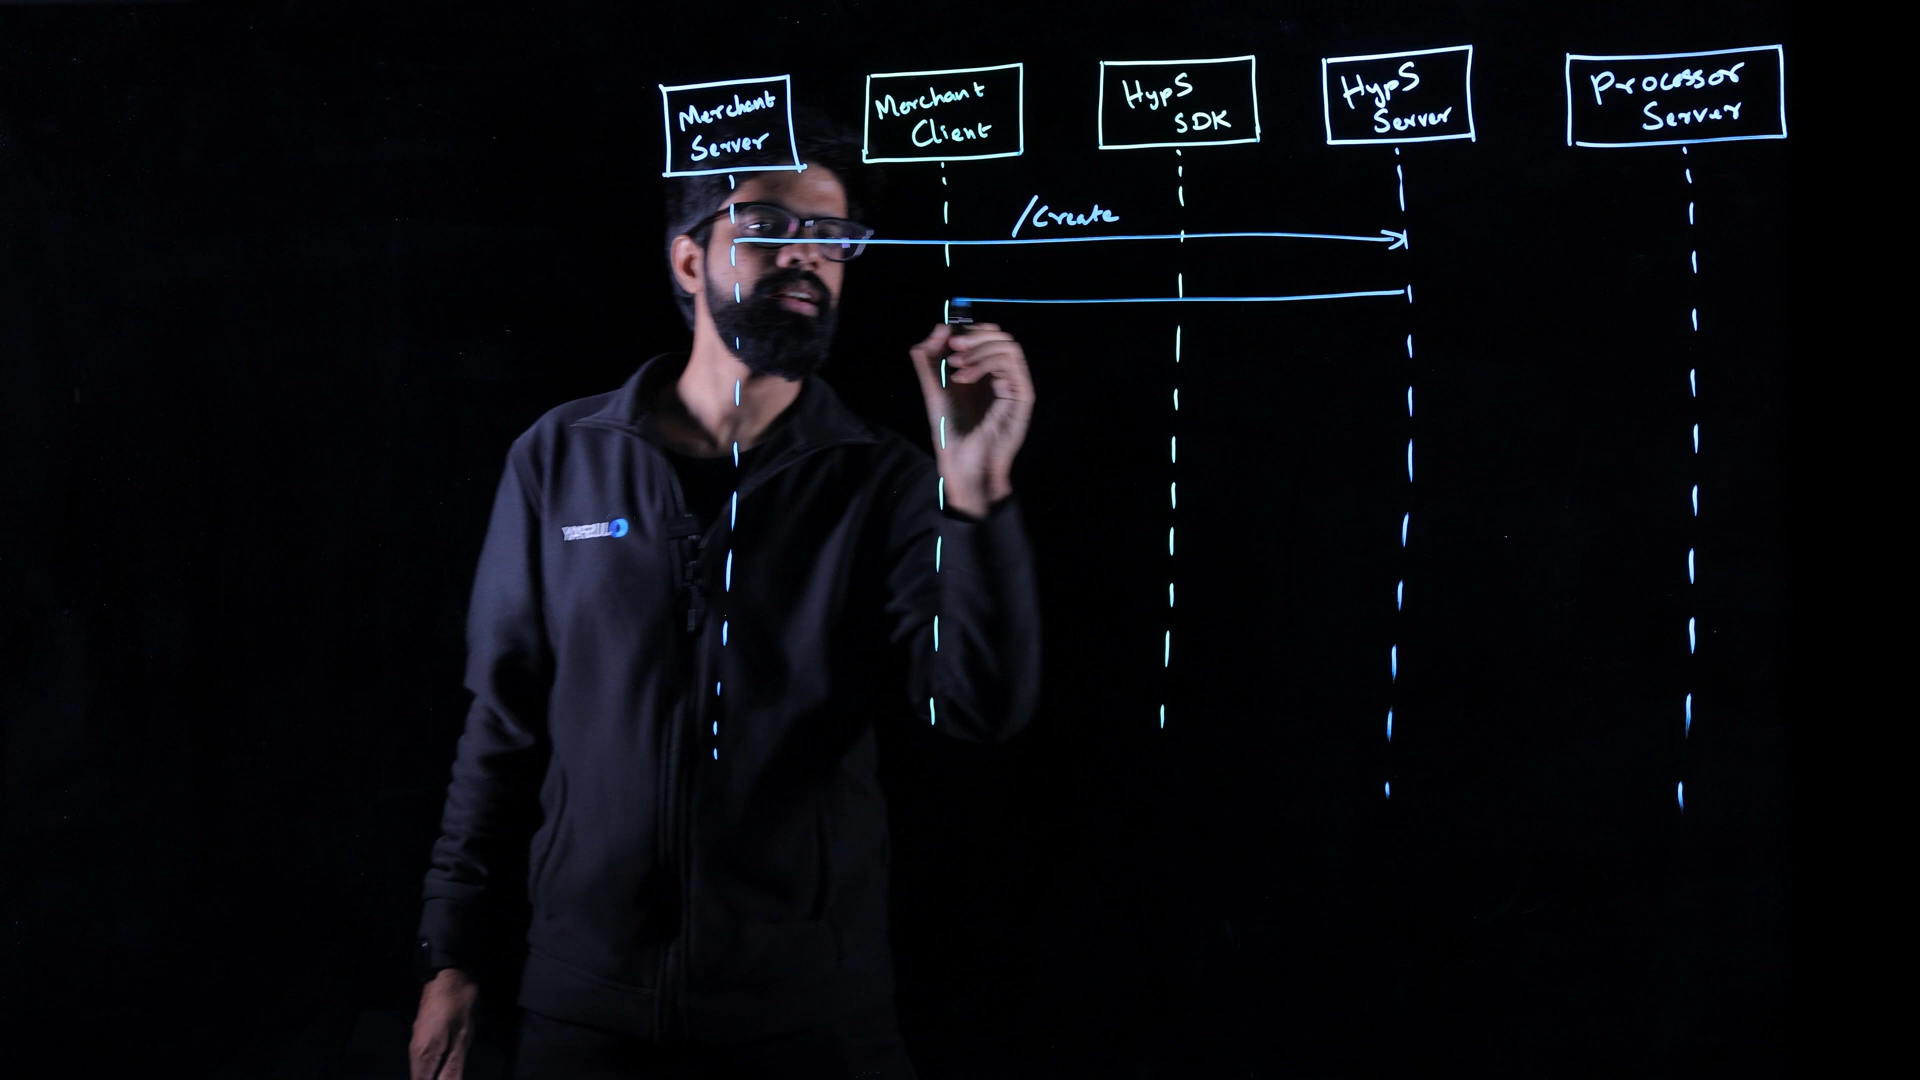 Merchant
Server
Merchant
Client
HypS
SDK
HypS
Server
Processor
Server
/Create